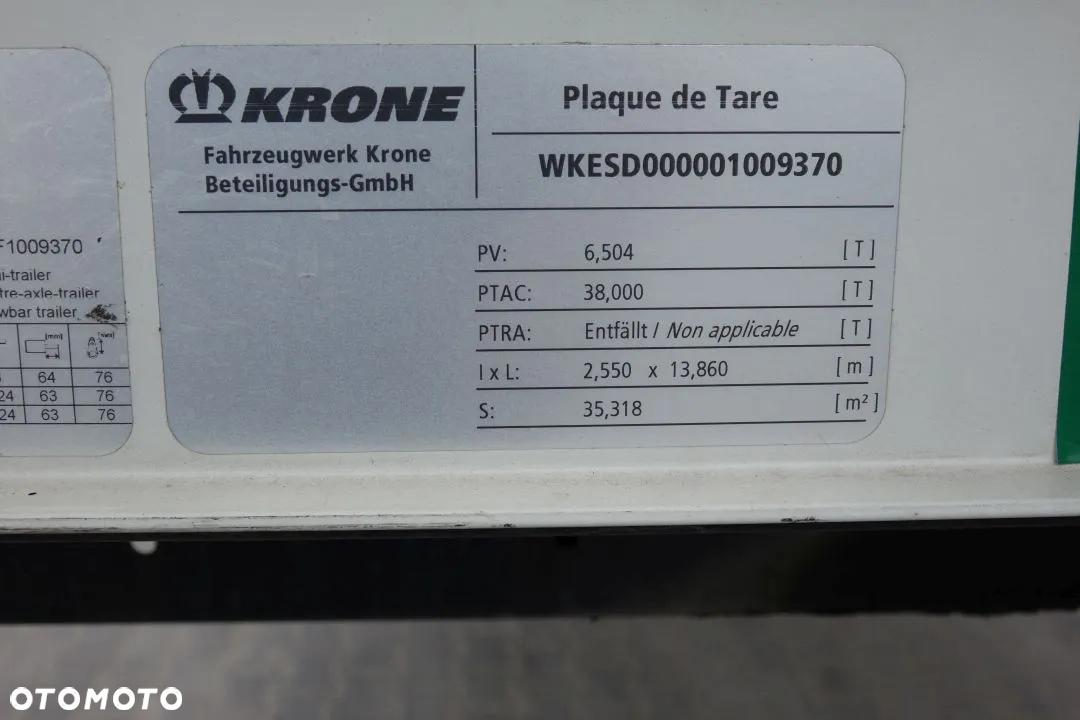 KRONE
Fahrzeugwerk Krone
Beteiligungs-GmbH
Plaque de Tare
WKESD000001009370
PV: 6,504 [T]
PTAC: 38,000 [T]
PTRA: Entfällt / Non applicable [T]
l x L: 2,550 x 13,860 [m]
S: 35,318 [m²]
F1009370
i-trailer
tre-axle-trailer
wbar trailer
[mm] [mm]
64 76
24 63 76
24 63 76
OTOMOTO